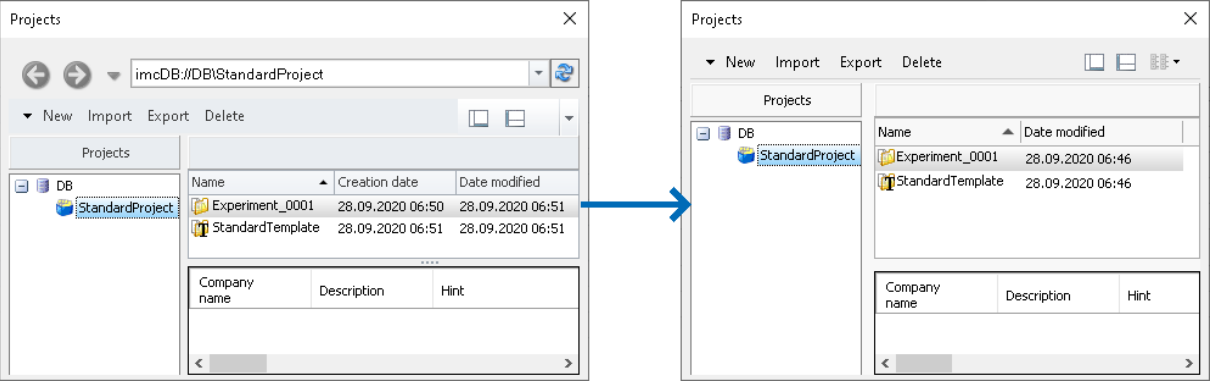 Projects
imcDB://DB\StandardProject
New Import Export Delete
Projects
DB
StandardProject
Name Creation date Date modified
Experiment_0001 28.09.2020 06:50 28.09.2020 06:51
StandardTemplate 28.09.2020 06:51 28.09.2020 06:51
Company name Description Hint
Projects
New Import Export Delete
Projects
DB
StandardProject
Name Date modified
Experiment_0001 28.09.2020 06:46
StandardTemplate 28.09.2020 06:46
Company name Description Hint